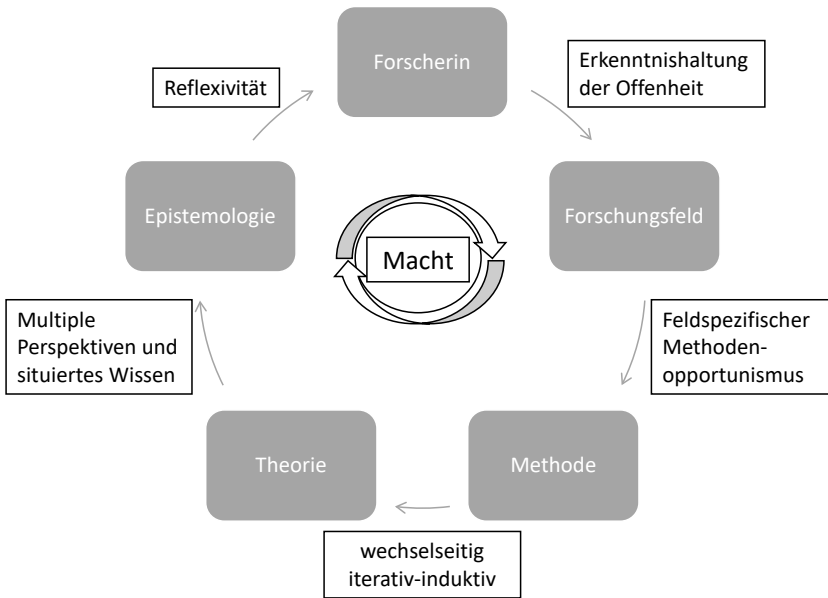 Forscherin
Erkenntnishaltung
der Offenheit
Reflexivität
Epistemologie
Forschungsfeld
Macht
Multiple
Perspektiven und
situiertes Wissen
Feldspezifischer
Methoden-
opportunismus
Theorie
Methode
wechselseitig
iterativ-induktiv